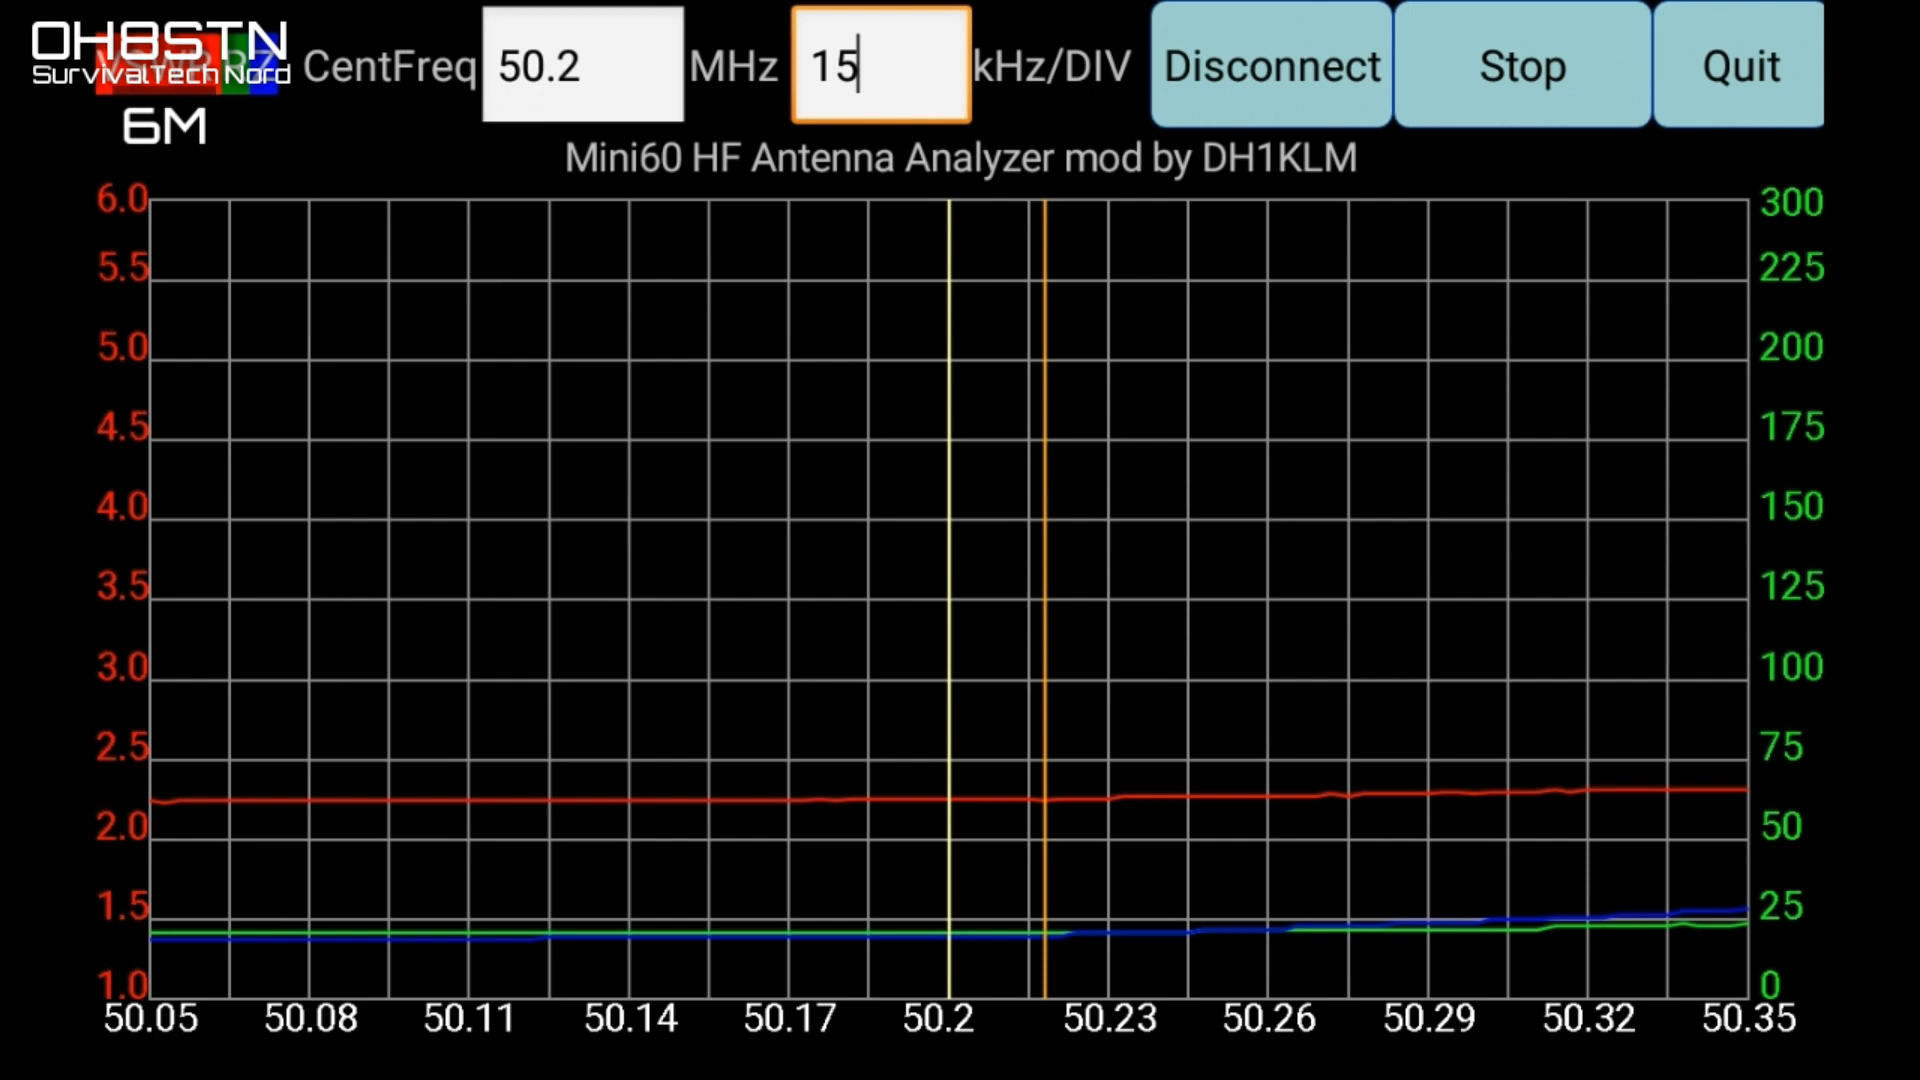 OH8STN
SurvivalTech Nord
6M
CentFreq 50.2 MHz 15 kHz/DIV Disconnect Stop Quit
Mini60 HF Antenna Analyzer mod by DH1KLM
6.0 300
5.5 225
5.0 200
4.5 175
4.0 150
3.5 125
3.0 100
2.5 75
2.0 50
1.5 25
1.0 0
50.05 50.08 50.11 50.14 50.17 50.2 50.23 50.26 50.29 50.32 50.35